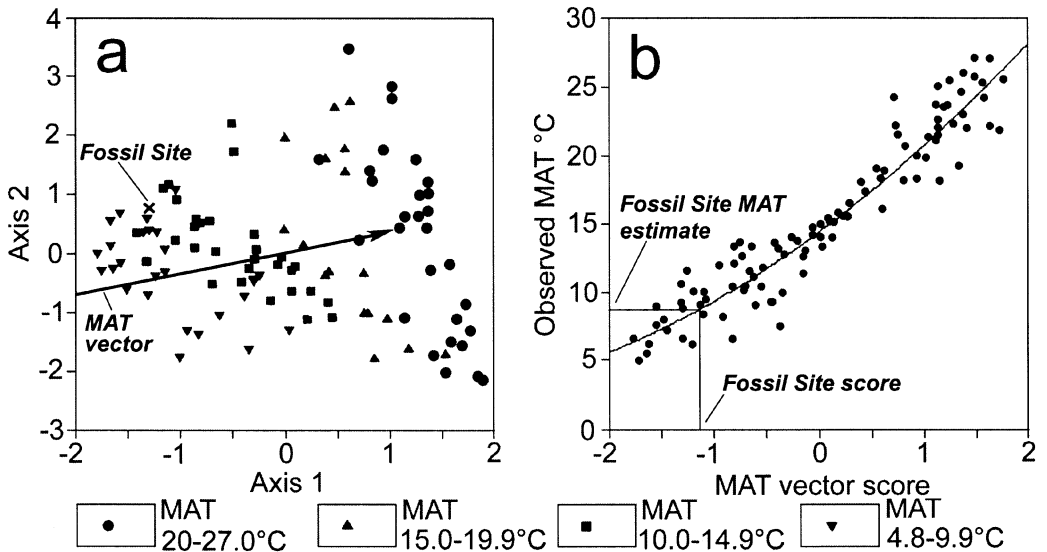 a
4
3
2
1
0
-1
-2
-3
Axis 2
Fossil Site
MAT
vector
-2
-1
0
1
2
Axis 1
b
30
25
20
15
10
5
0
Observed MAT °C
Fossil Site MAT
estimate
Fossil Site score
-2
-1
0
1
2
MAT vector score
MAT
20-27.0°C
MAT
15.0-19.9°C
MAT
10.0-14.9°C
MAT
4.8-9.9°C